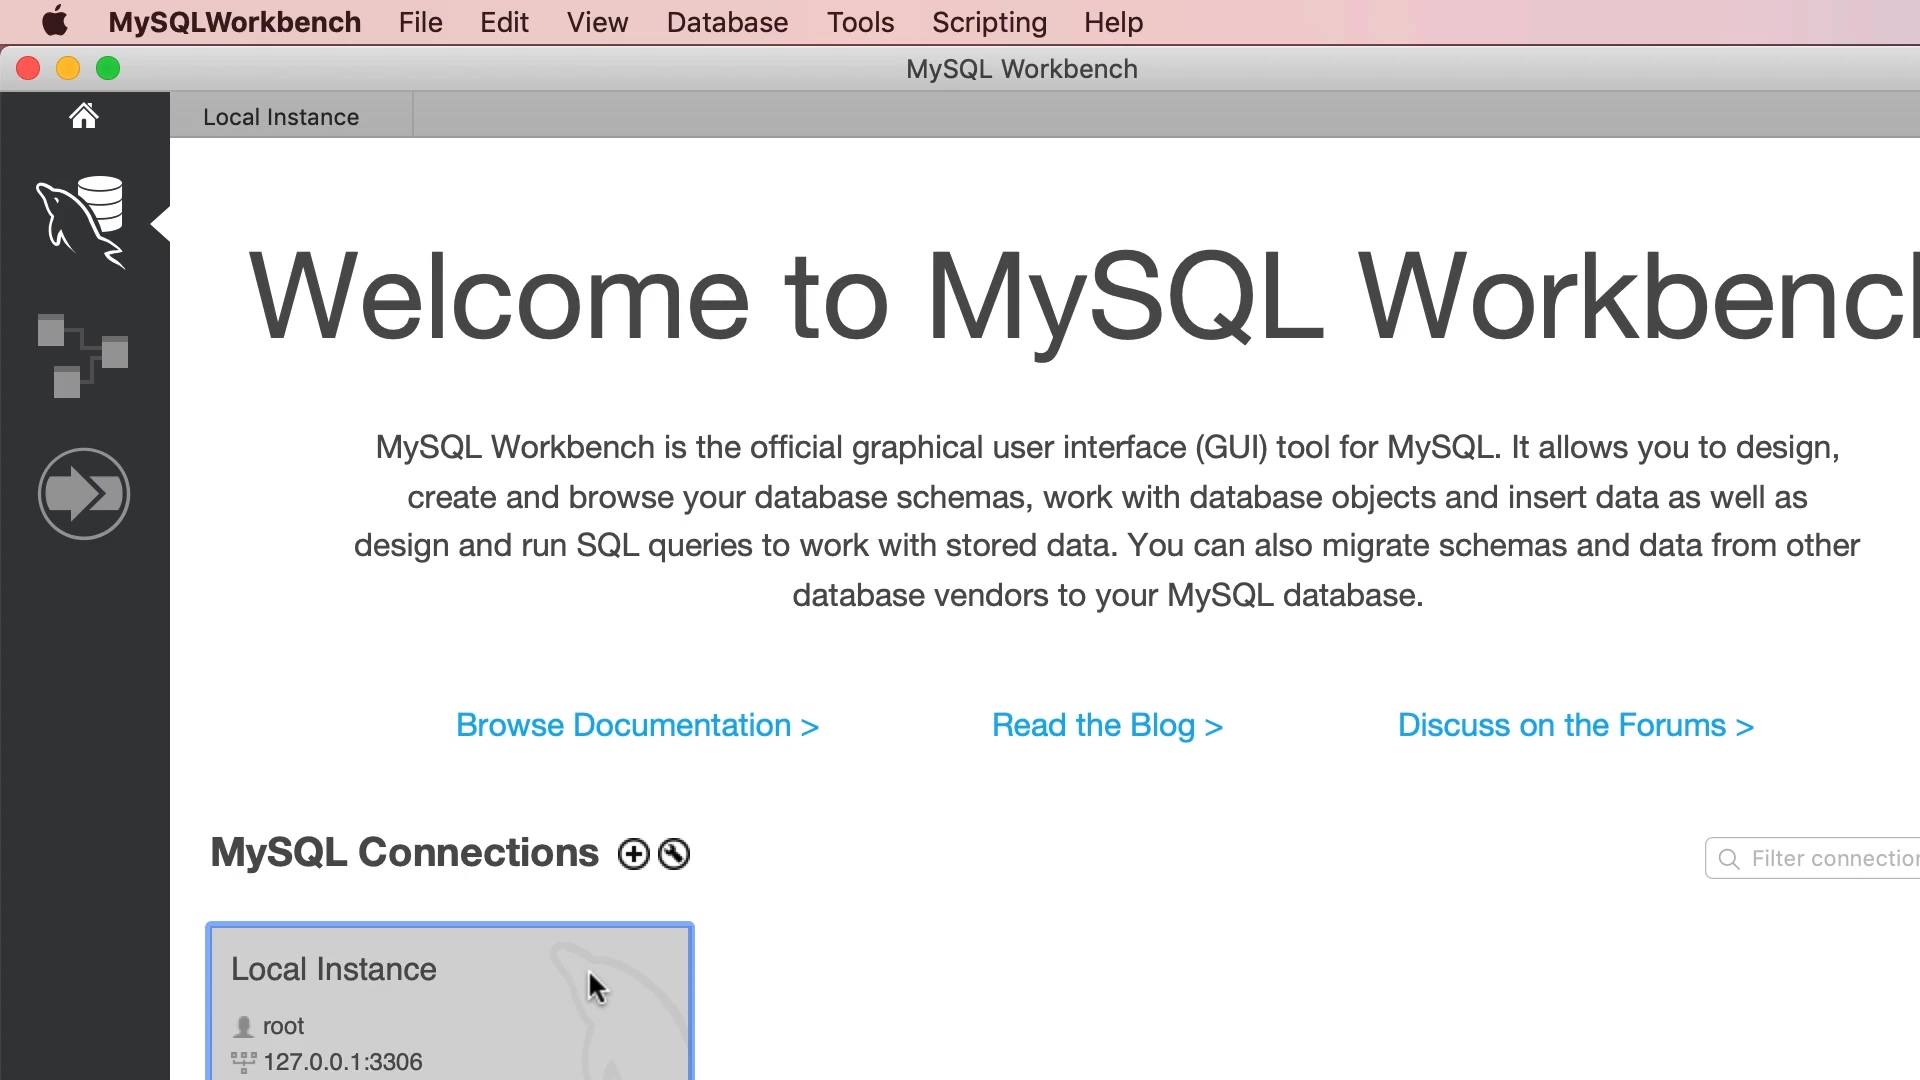 MySQLWorkbench File Edit View Database Tools Scripting Help
MySQL Workbench
Local Instance
Welcome to MySQL Workbench
MySQL Workbench is the official graphical user interface (GUI) tool for MySQL. It allows you to design,
create and browse your database schemas, work with database objects and insert data as well as
design and run SQL queries to work with stored data. You can also migrate schemas and data from other
database vendors to your MySQL database.
Browse Documentation > Read the Blog > Discuss on the Forums >
MySQL Connections
Filter connection
Local Instance
root
127.0.0.1:3306